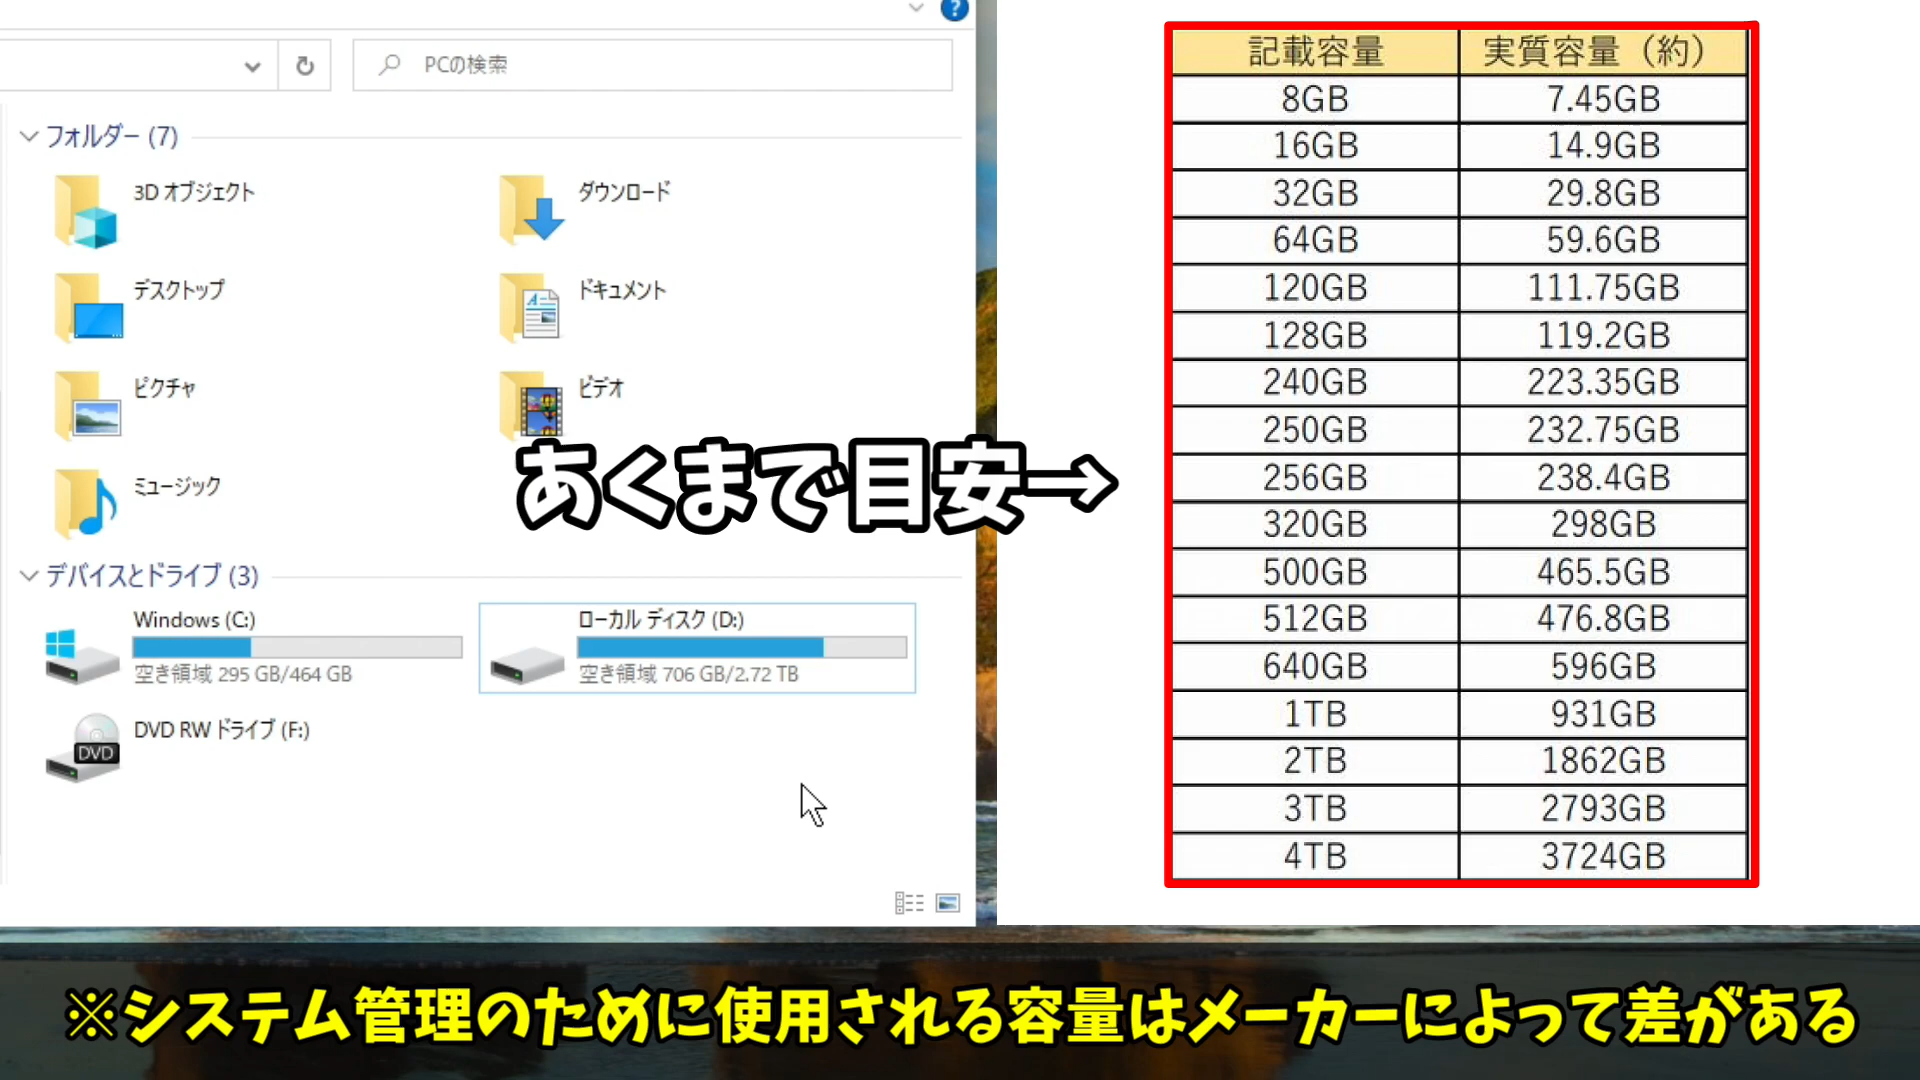 ?
PCの検索
フォルダー (7)
3D オブジェクト
ダウンロード
デスクトップ
ドキュメント
ピクチャ
ビデオ
ミュージック
デバイスとドライブ (3)
Windows (C:)
空き領域 295 GB/464 GB
ローカル ディスク (D:)
空き領域 706 GB/2.72 TB
DVD
DVD RW ドライブ (F:)
あくまで目安→
記載容量 実質容量（約）
8GB 7.45GB
16GB 14.9GB
32GB 29.8GB
64GB 59.6GB
120GB 111.75GB
128GB 119.2GB
240GB 223.35GB
250GB 232.75GB
256GB 238.4GB
320GB 298GB
500GB 465.5GB
512GB 476.8GB
640GB 596GB
1TB 931GB
2TB 1862GB
3TB 2793GB
4TB 3724GB
※システム管理のために使用される容量はメーカーによって差がある